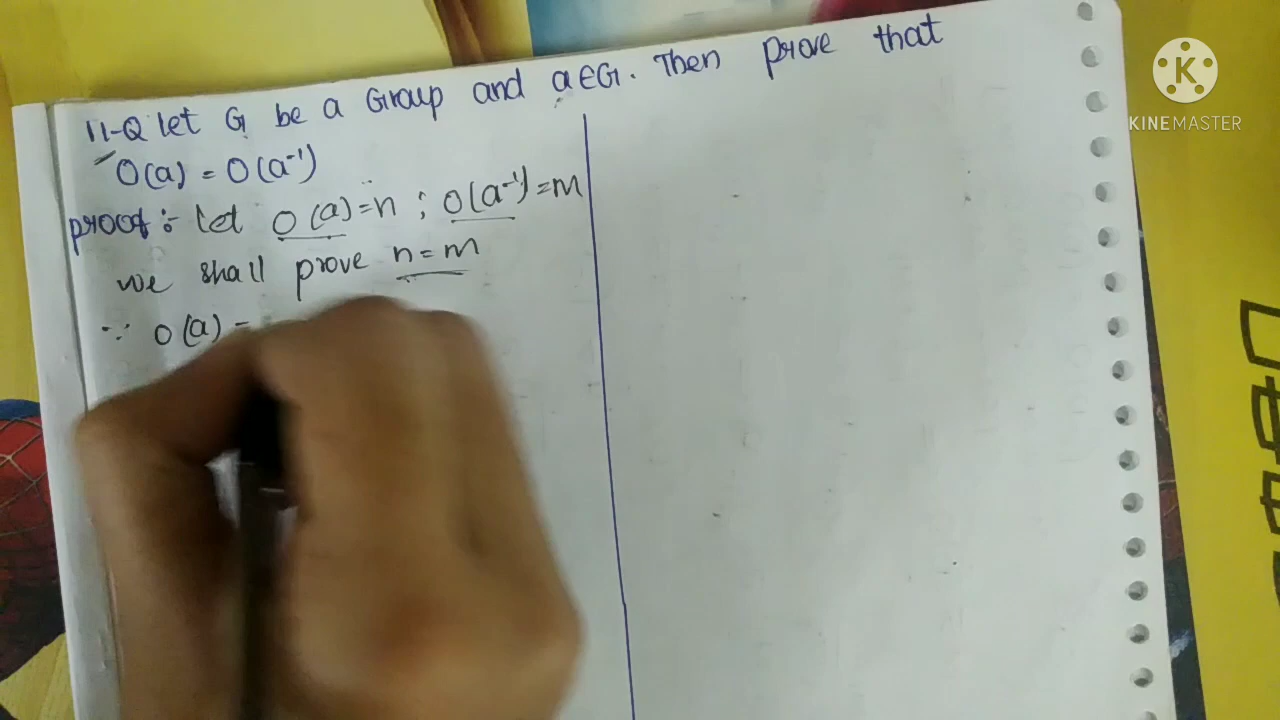 11-Q let G be a Group and a∈G. Then prove that
O(a) = O(a⁻¹)
proof :- Let O(a)=n ; O(a⁻¹)=m
we shall prove n=m
∵ O(a) =
K
KINEMASTER